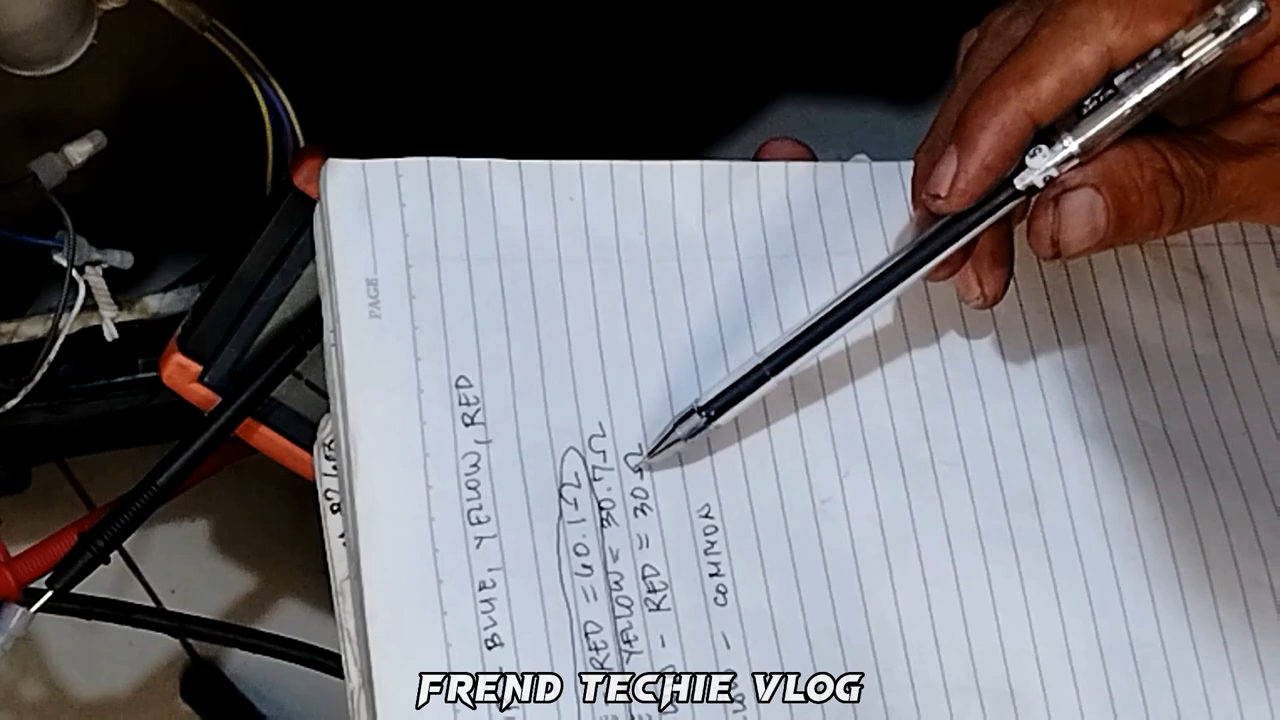 PAGE
BLUE, YELLOW, RED
RED = 60.1Ω
YELLOW = 30.7Ω
- RED = 30Ω
- COMMON
FREND TECHIE VLOG